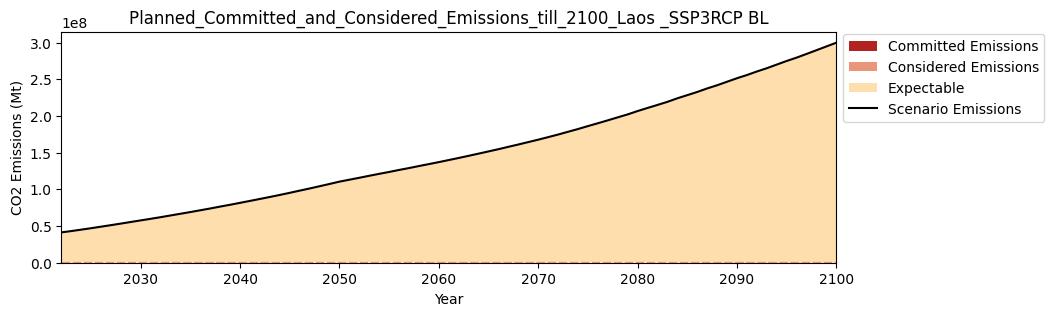 Planned_Committed_and_Considered_Emissions_till_2100_Laos _SSP3RCP BL
1e8
3.0
2.5
2.0
1.5
1.0
0.5
0.0
CO2 Emissions (Mt)
2030 2040 2050 2060 2070 2080 2090 2100
Year
Committed Emissions
Considered Emissions
Expectable
Scenario Emissions